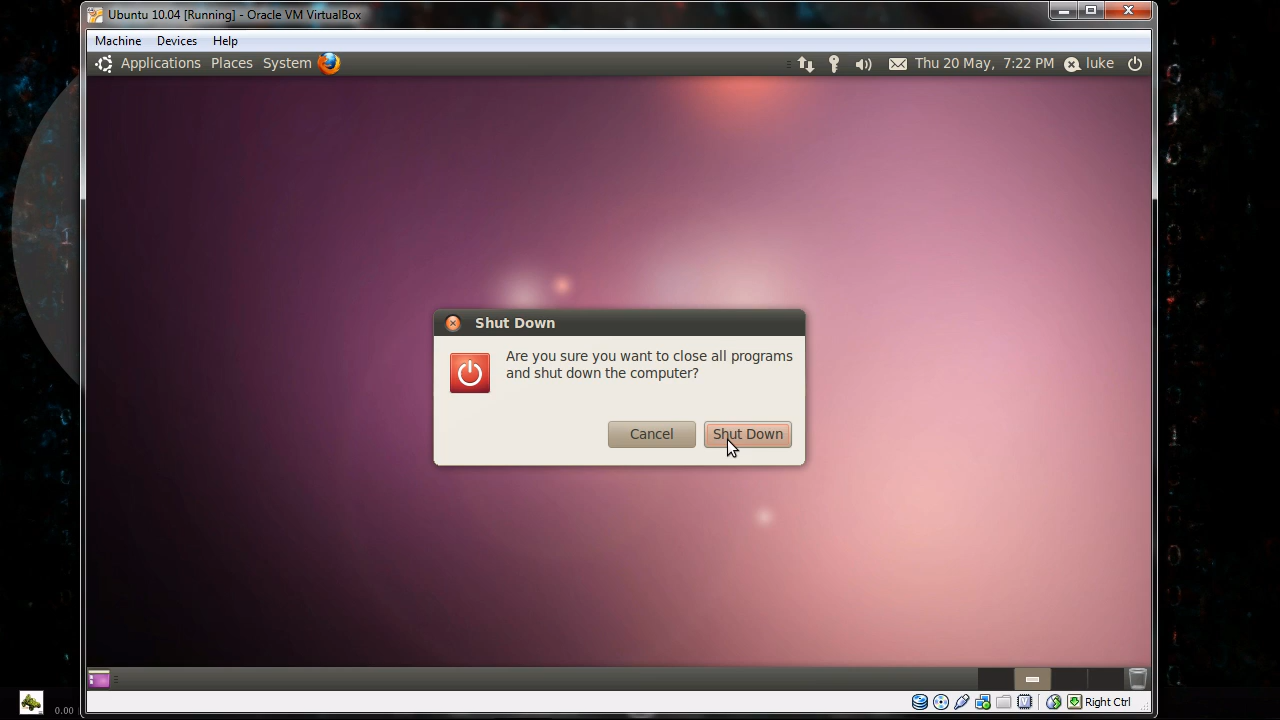 Ubuntu 10.04 [Running] - Oracle VM VirtualBox
Machine Devices Help
Applications Places System Thu 20 May, 7:22 PM luke
Shut Down
Are you sure you want to close all programs
and shut down the computer?
Cancel Shut Down
Right Ctrl
0.00